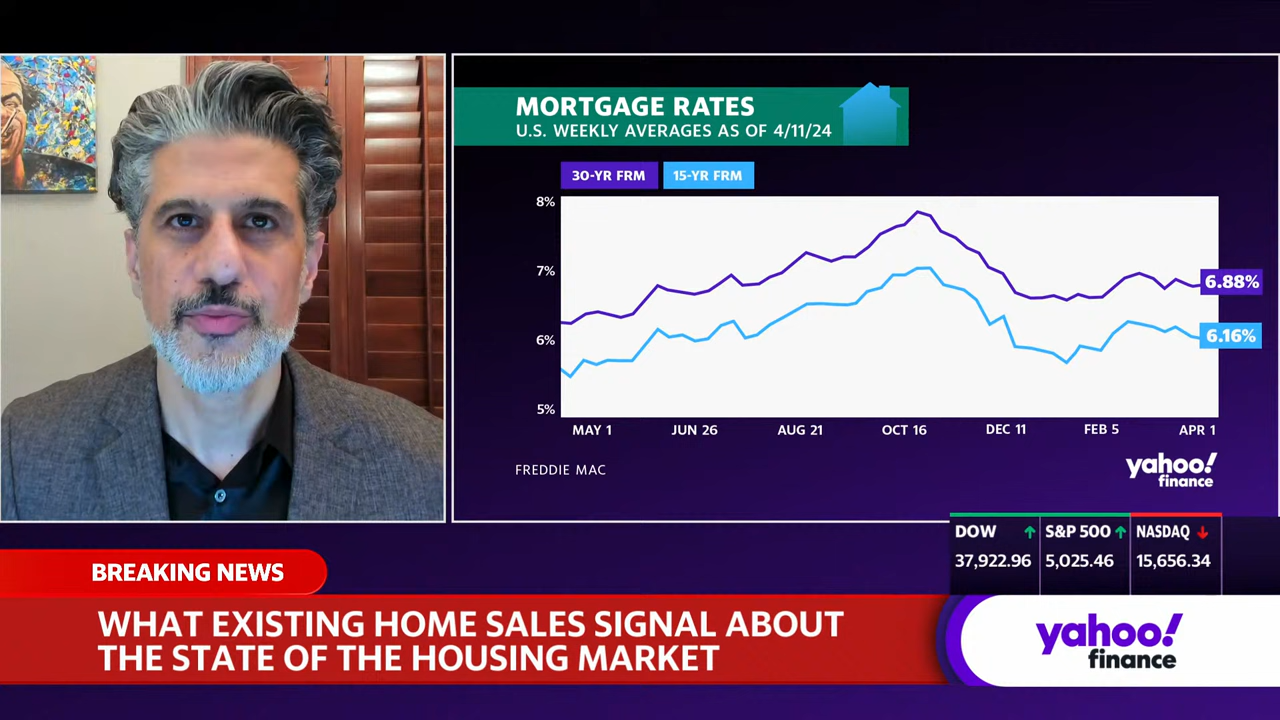 MORTGAGE RATES
U.S. WEEKLY AVERAGES AS OF 4/11/24
30-YR FRM
15-YR FRM
8%
7%
6%
5%
6.88%
6.16%
MAY 1
JUN 26
AUG 21
OCT 16
DEC 11
FEB 5
APR 1
FREDDIE MAC
yahoo!
finance
DOW
37,922.96
S&P 500
5,025.46
NASDAQ
15,656.34
BREAKING NEWS
WHAT EXISTING HOME SALES SIGNAL ABOUT
THE STATE OF THE HOUSING MARKET
yahoo!
finance